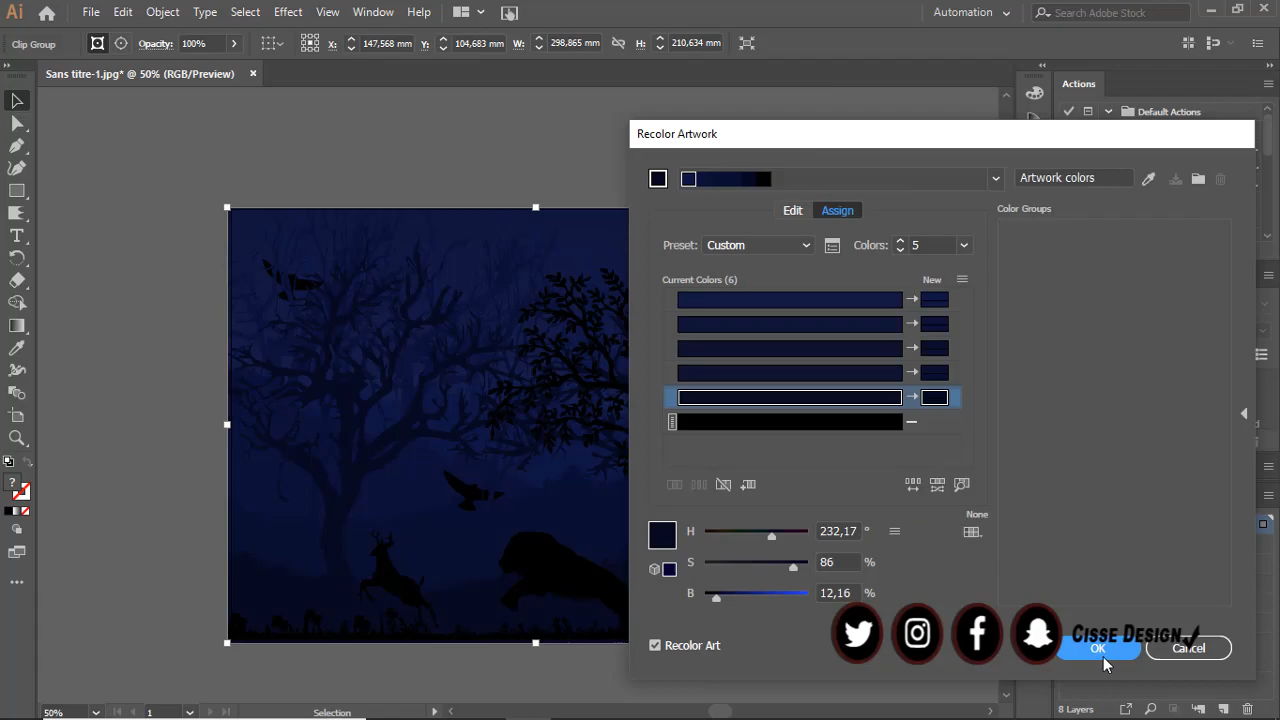 Ai File Edit Object Type Select Effect View Window Help Automation Search Adobe Stock
Clip Group Opacity: 100% X: 147,568 mm Y: 104,683 mm W: 298,865 mm H: 210,634 mm
Sans titre-1.jpg* @ 50% (RGB/Preview) ×
Actions
Default Actions
Recolor Artwork
Artwork colors
Edit Assign
Color Groups
Preset: Custom Colors: 5
Current Colors (6) New
None
H 232,17 °
S 86 %
B 12,16 %
Recolor Art
CISSE DESIGN
OK Cancel
50% 1 Selection
8 Layers